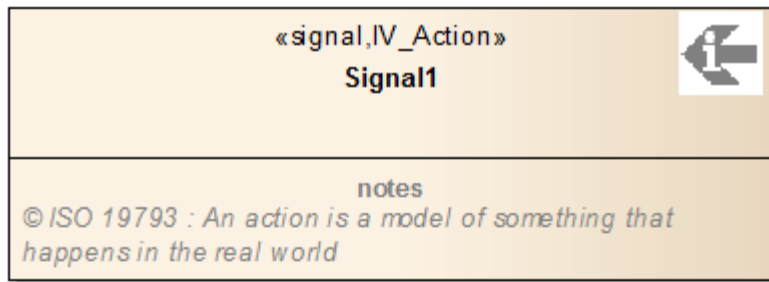 «signal,IV_Action»
Signal1
i
notes
© ISO 19793 : An action is a model of something that
happens in the real world